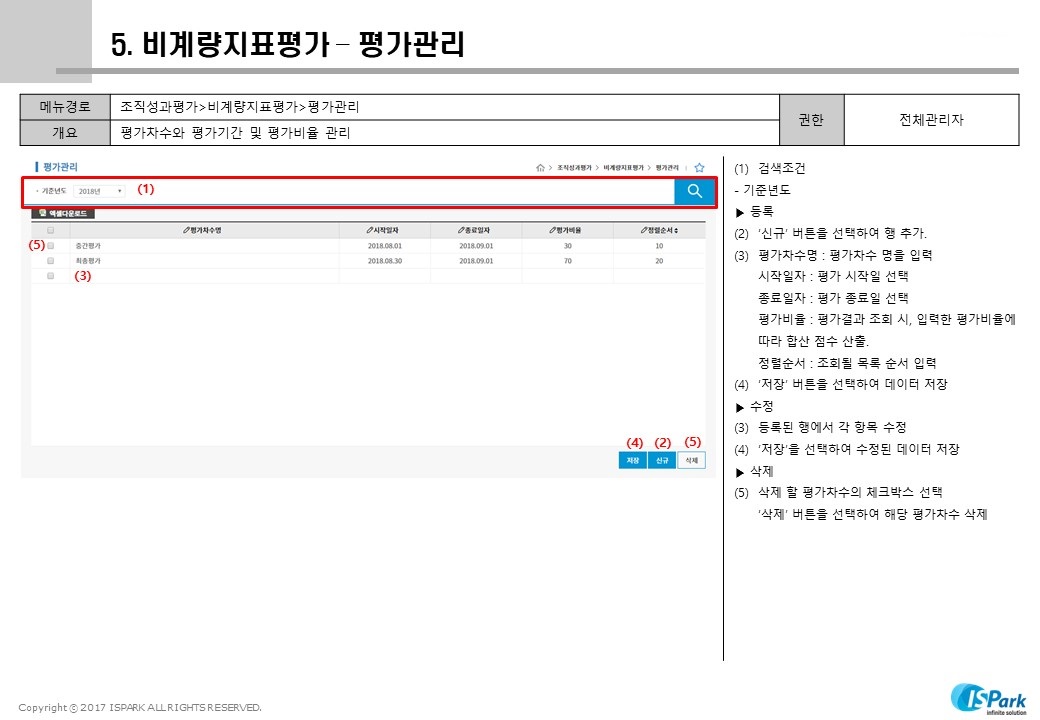 5. 비계량지표평가 – 평가관리
메뉴경로 조직성과평가>비계량지표평가>평가관리 권한 전체관리자
개요 평가차수와 평가기간 및 평가비율 관리
평가관리
조직성과평가 > 비계량지표평가 > 평가관리
기준년도 2018년 (1)
엑셀다운로드
평가차수명 시작일자 종료일자 평가비율 정렬순서
(5) 중간평가 2018.08.01 2018.09.01 30 10
최종평가 2018.08.30 2018.09.01 70 20
(3)
(4) (2) (5)
저장 신규 삭제
(1) 검색조건
- 기준년도
▶ 등록
(2) '신규' 버튼을 선택하여 행 추가.
(3) 평가차수명 : 평가차수 명을 입력
시작일자 : 평가 시작일 선택
종료일자 : 평가 종료일 선택
평가비율 : 평가결과 조회 시, 입력한 평가비율에
따라 합산 점수 산출.
정렬순서 : 조회될 목록 순서 입력
(4) '저장' 버튼을 선택하여 데이터 저장
▶ 수정
(3) 등록된 행에서 각 항목 수정
(4) '저장'을 선택하여 수정된 데이터 저장
▶ 삭제
(5) 삭제 할 평가차수의 체크박스 선택
'삭제' 버튼을 선택하여 해당 평가차수 삭제
Copyright ⓒ 2017 ISPARK ALL RIGHTS RESERVED.
ISPark
infinite solution